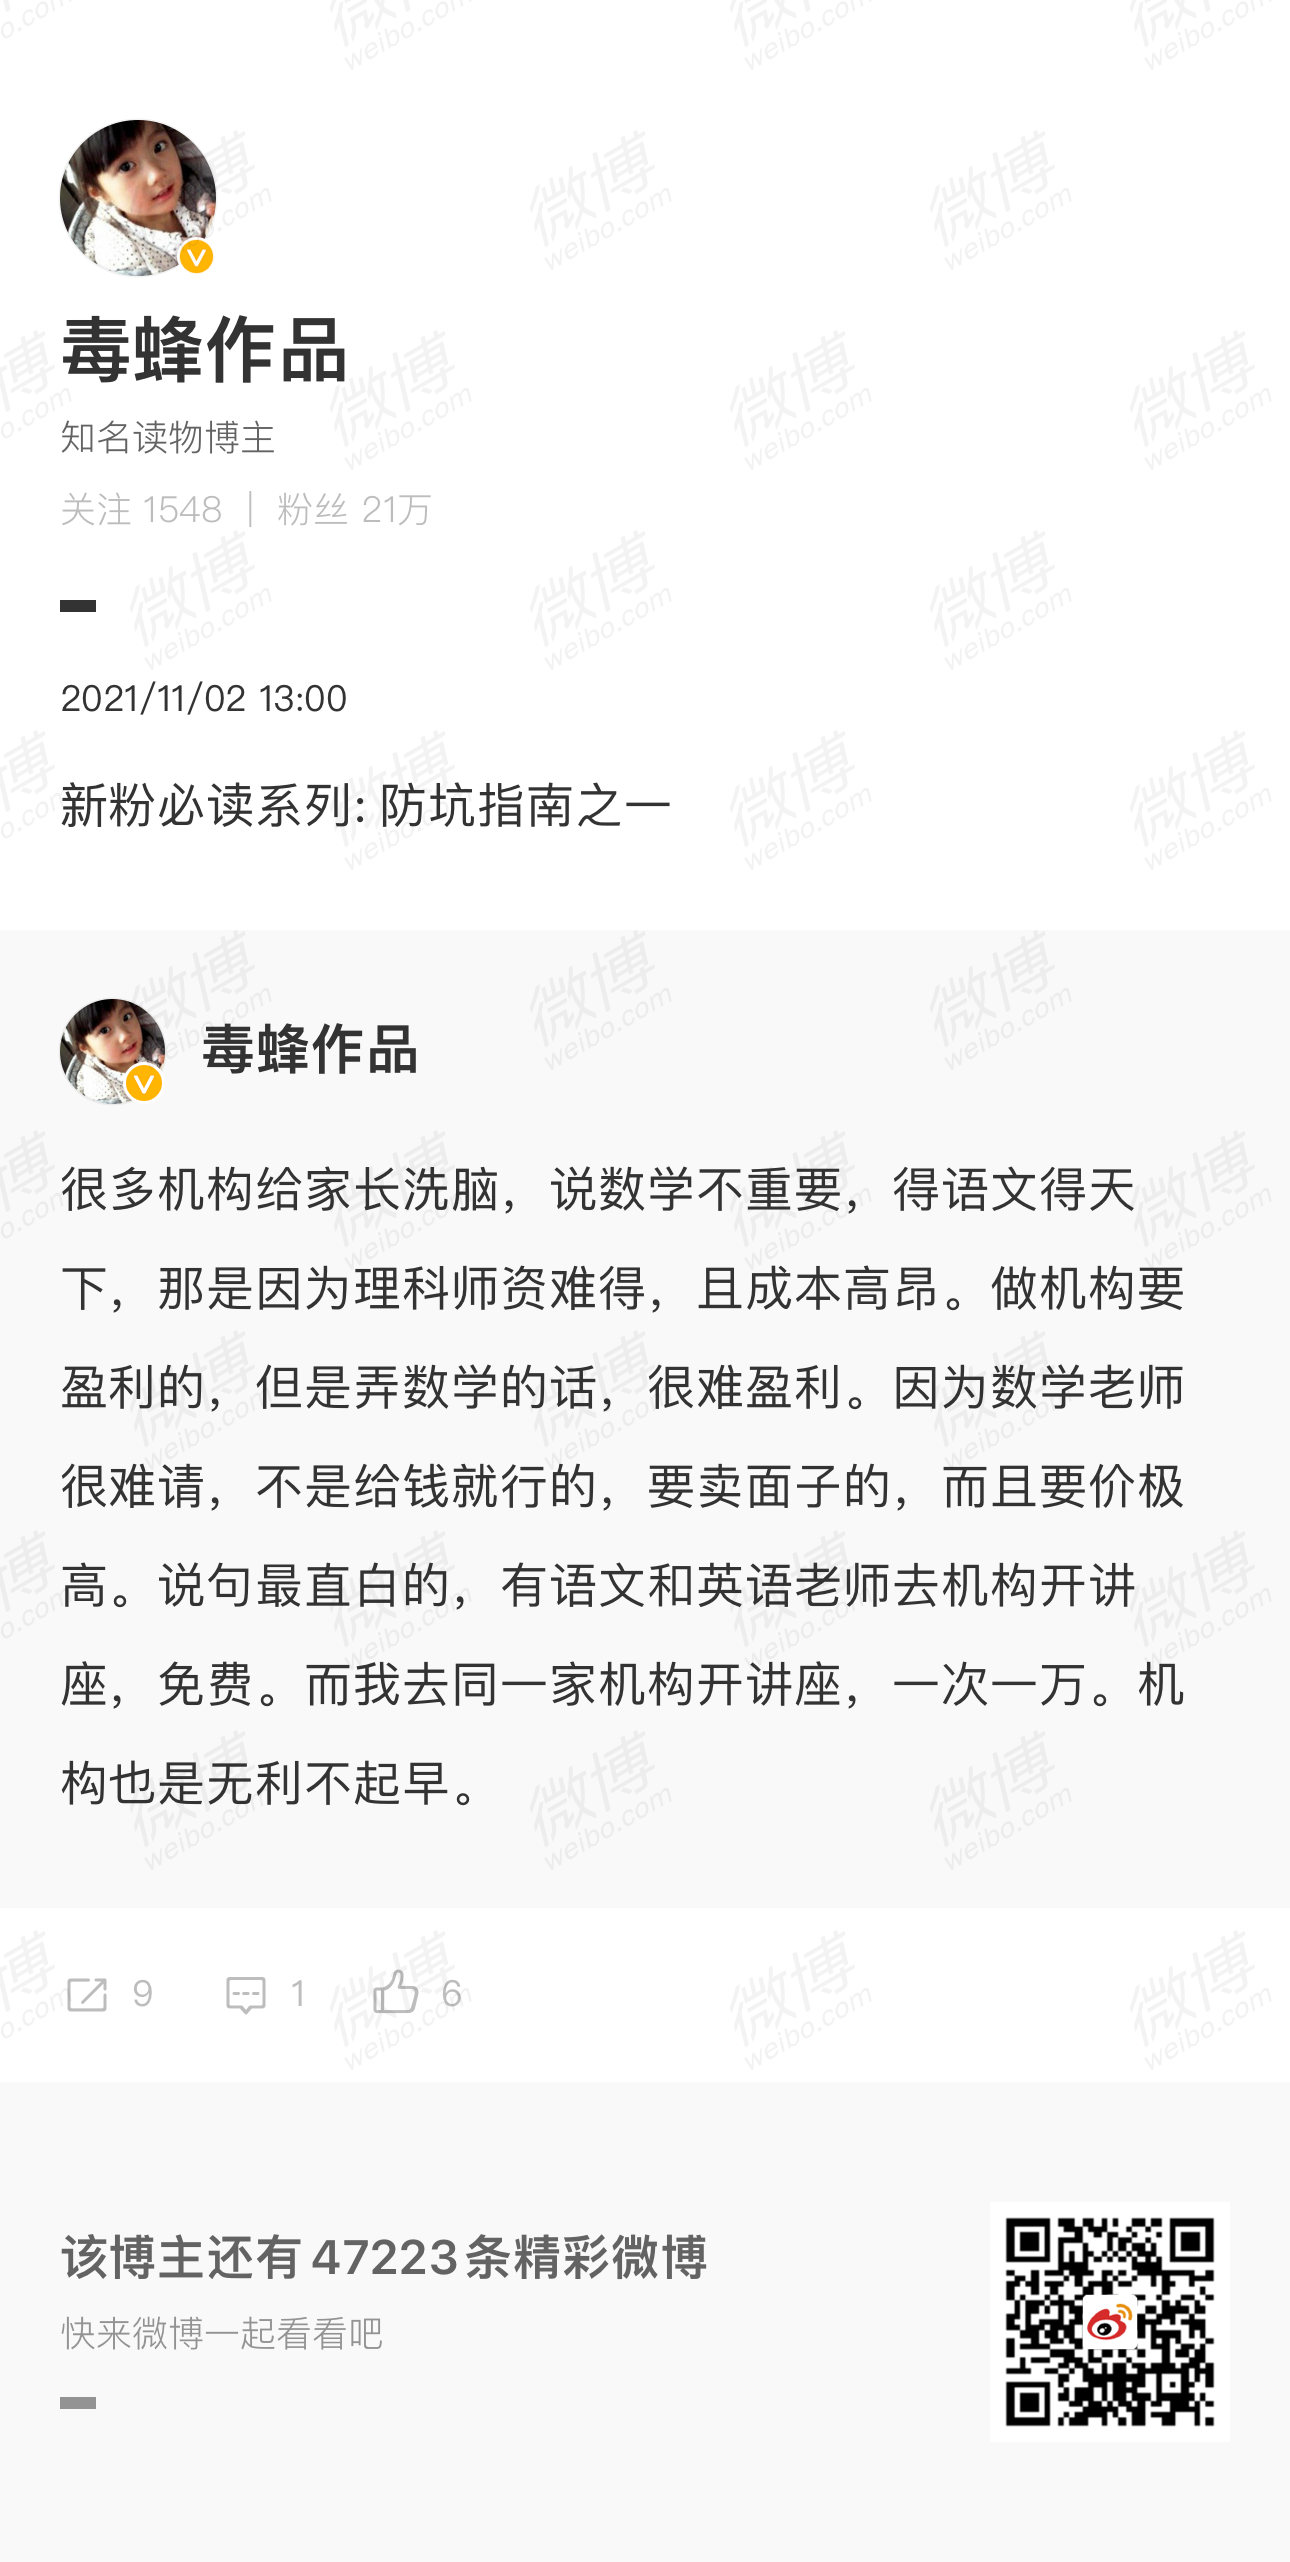 毒蜂作品
知名读物博主
关注 1548 | 粉丝 21万
2021/11/02 13:00
新粉必读系列: 防坑指南之一
毒蜂作品
很多机构给家长洗脑，说数学不重要，得语文得天
下，那是因为理科师资难得，且成本高昂。做机构要
盈利的，但是弄数学的话，很难盈利。因为数学老师
很难请，不是给钱就行的，要卖面子的，而且要价极
高。说句最直白的，有语文和英语老师去机构开讲
座，免费。而我去同一家机构开讲座，一次一万。机
构也是无利不起早。
9 1 6
该博主还有47223条精彩微博
快来微博一起看看吧
微博
weibo.com